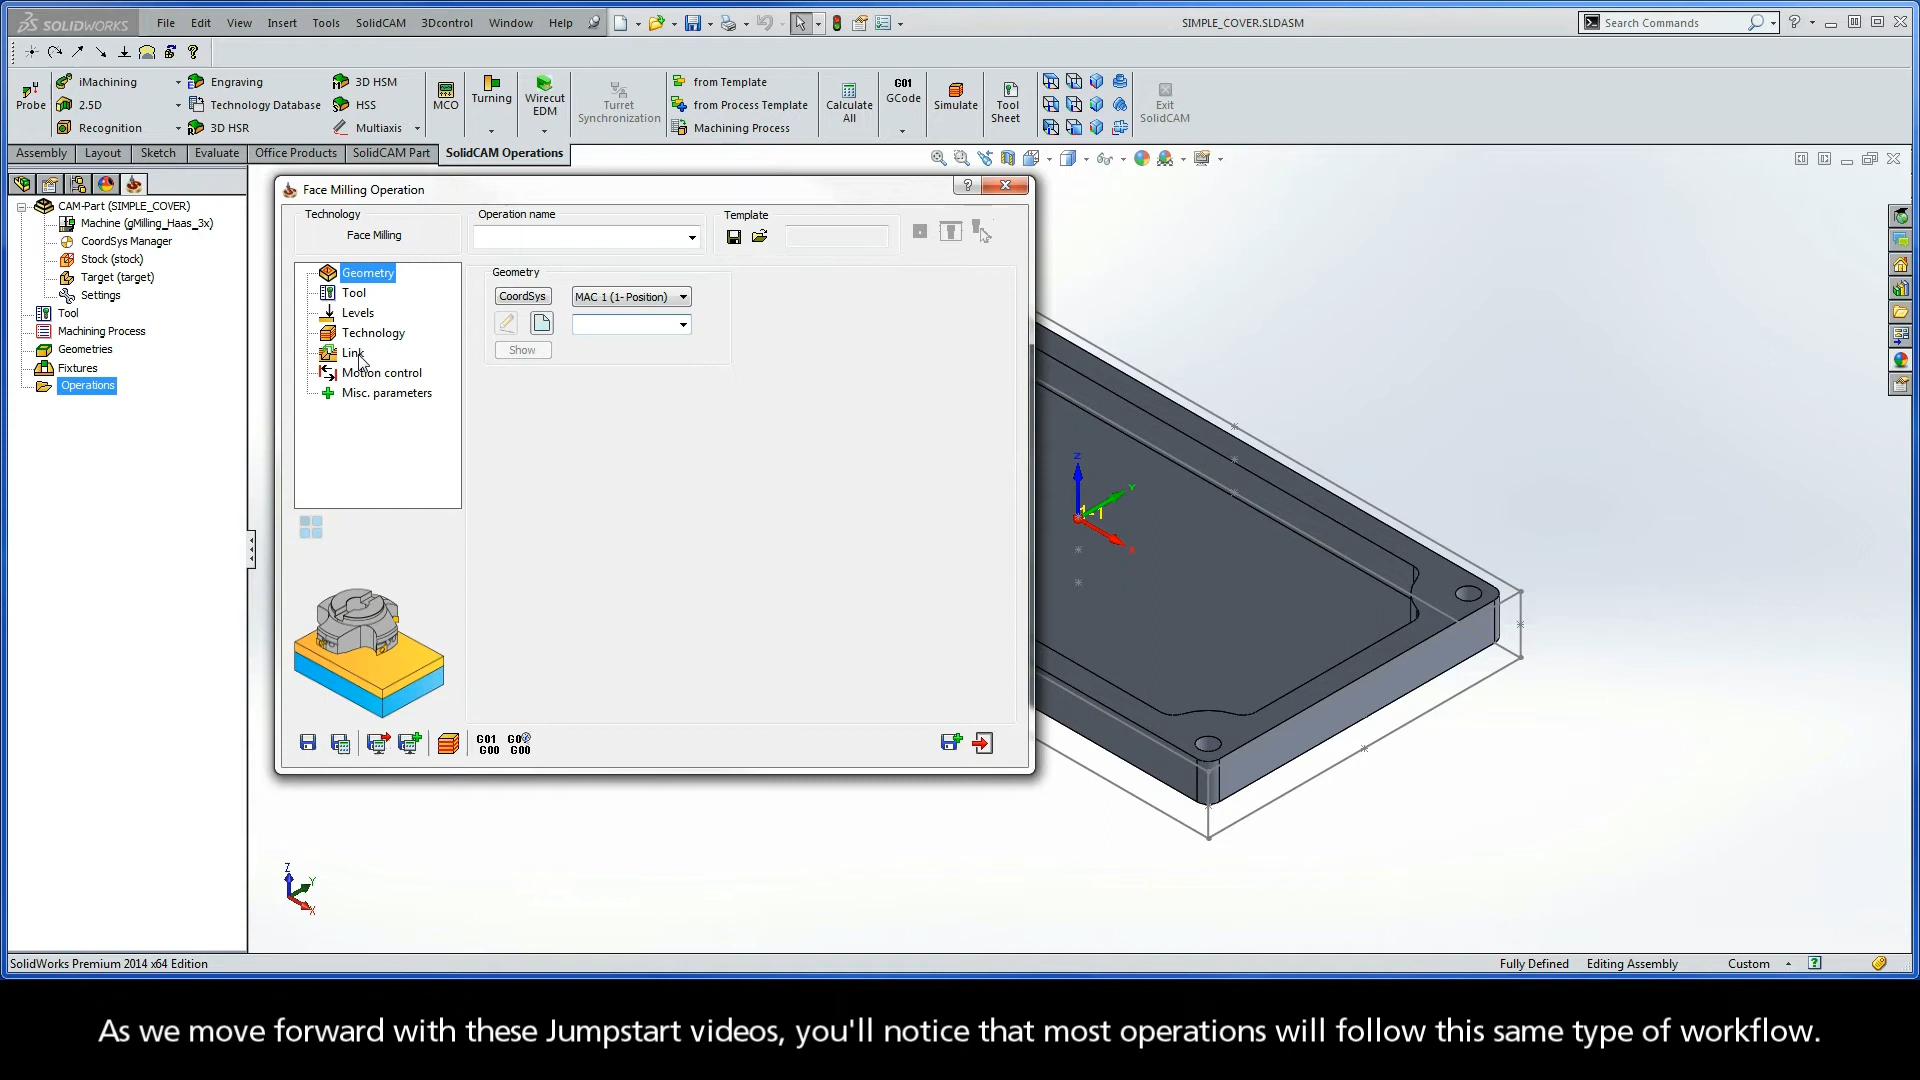 SOLIDWORKS File Edit View Insert Tools SolidCAM 3Dcontrol Window Help SIMPLE_COVER.SLDASM Search Commands
Probe
iMachining
2.5D
Recognition
Engraving
Technology Database
3D HSR
3D HSM
HSS
Multiaxis
MCO
Turning
Wirecut
EDM
Turret
Synchronization
from Template
from Process Template
Machining Process
Calculate
All
G01
GCode
Simulate
Tool
Sheet
Exit
SolidCAM
Assembly Layout Sketch Evaluate Office Products SolidCAM Part SolidCAM Operations
CAM-Part (SIMPLE_COVER)
Machine (gMilling_Haas_3x)
CoordSys Manager
Stock (stock)
Target (target)
Settings
Tool
Machining Process
Geometries
Fixtures
Operations
Face Milling Operation
Technology
Face Milling
Operation name
Template
Geometry
Tool
Levels
Technology
Link
Motion control
Misc. parameters
Geometry
CoordSys MAC 1 (1- Position)
Show
G01
G00
G0
G00
Z
Y
X
1-1
Z
Y
X
SolidWorks Premium 2014 x64 Edition Fully Defined Editing Assembly Custom
As we move forward with these Jumpstart videos, you'll notice that most operations will follow this same type of workflow.